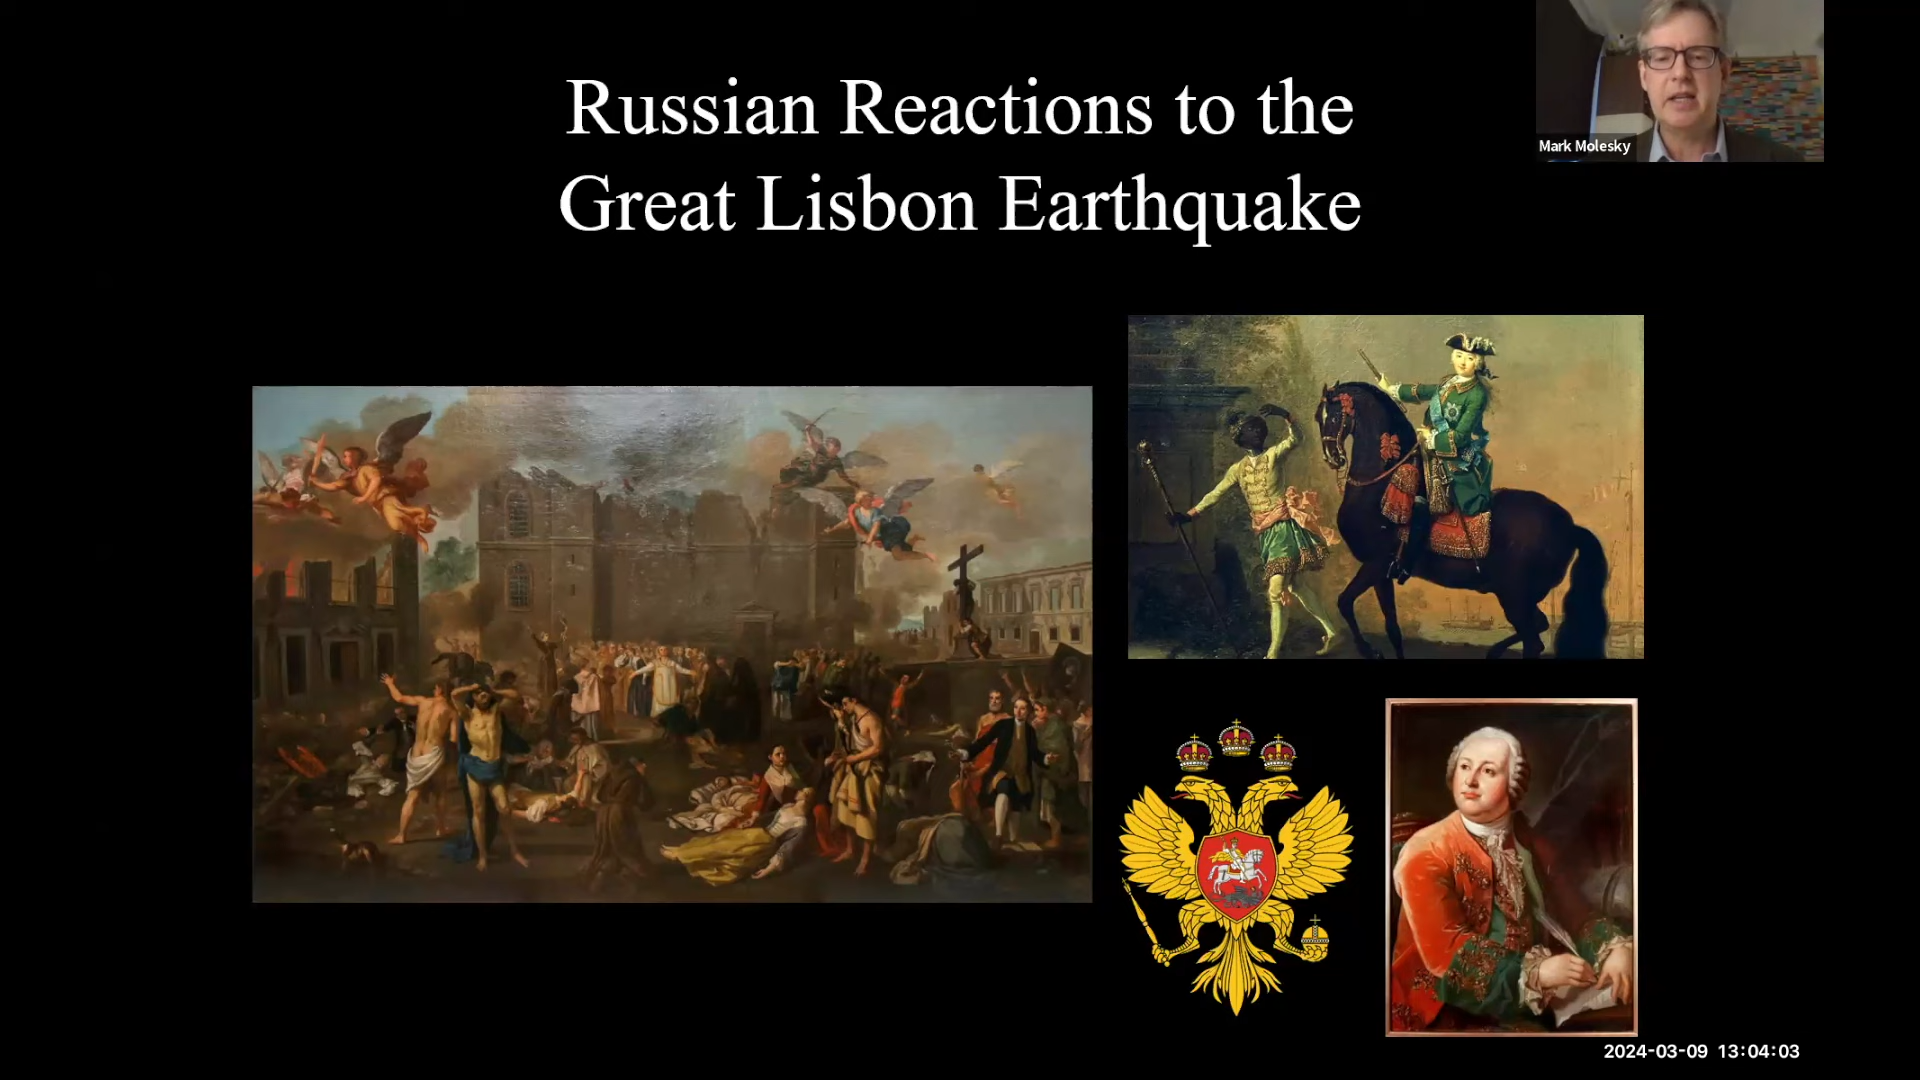 Russian Reactions to the
Great Lisbon Earthquake
Mark Molesky
2024-03-09 13:04:03